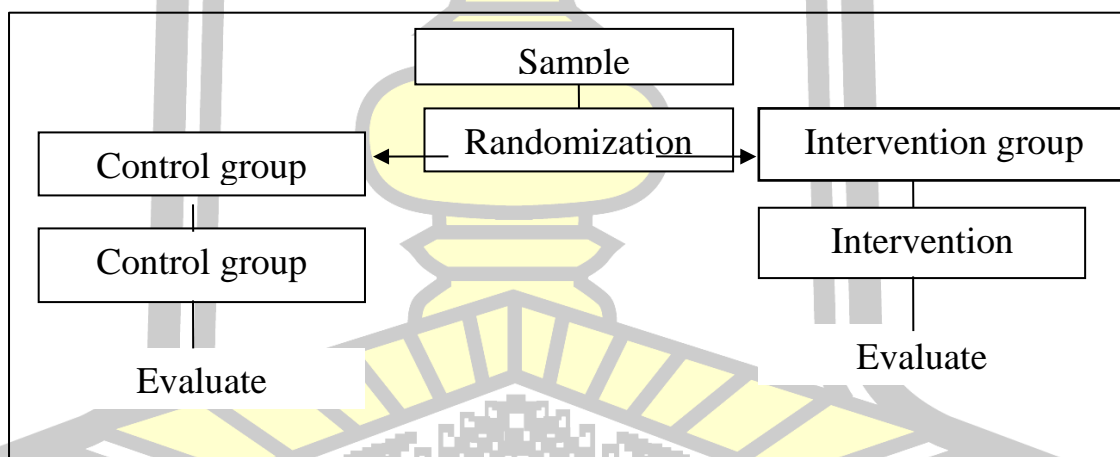 Sample
Randomization
Control group
Intervention group
Control group
Intervention
Evaluate
Evaluate